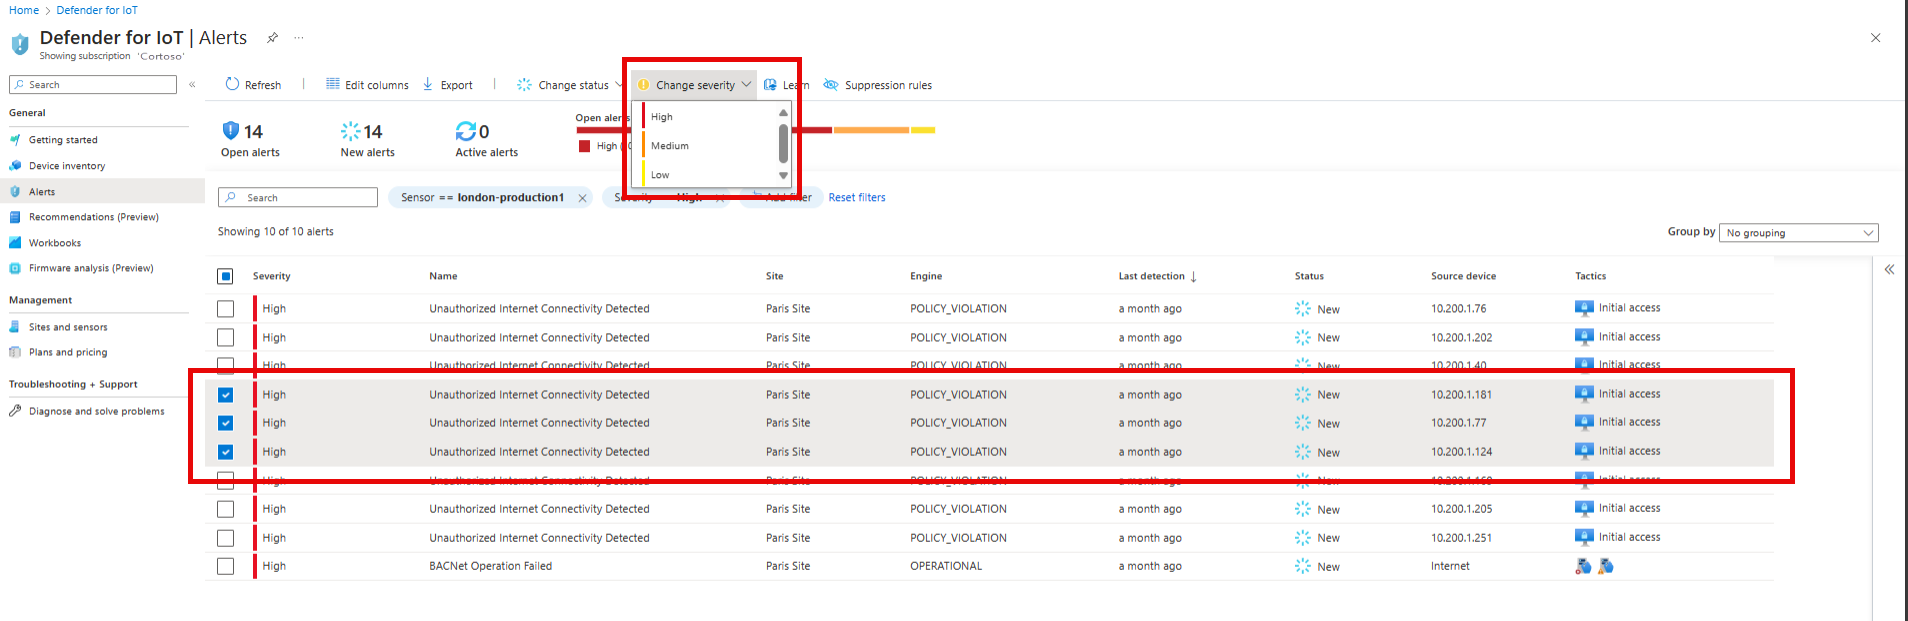 Home > Defender for IoT
Defender for IoT | Alerts
Showing subscription 'Cortoso'
Search
Refresh
Edit columns
Export
Change status
Change severity
Learn
Suppression rules
High
Medium
Low
General
Getting started
Device inventory
Alerts
Recommendations (Preview)
Workbooks
Firmware analysis (Preview)
Management
Sites and sensors
Plans and pricing
Troubleshooting + Support
Diagnose and solve problems
14
Open alerts
14
New alerts
0
Active alerts
Open alerts
High
Search
Sensor == london-production1
Severity High
Add filter
Reset filters
Showing 10 of 10 alerts
Group by No grouping
Severity Name Site Engine Last detection ↓ Status Source device Tactics
High Unauthorized Internet Connectivity Detected Paris Site POLICY_VIOLATION a month ago New 10.200.1.76 Initial access
High Unauthorized Internet Connectivity Detected Paris Site POLICY_VIOLATION a month ago New 10.200.1.202 Initial access
High Unauthorized Internet Connectivity Detected Paris Site POLICY_VIOLATION a month ago New 10.200.1.40 Initial access
High Unauthorized Internet Connectivity Detected Paris Site POLICY_VIOLATION a month ago New 10.200.1.181 Initial access
High Unauthorized Internet Connectivity Detected Paris Site POLICY_VIOLATION a month ago New 10.200.1.77 Initial access
High Unauthorized Internet Connectivity Detected Paris Site POLICY_VIOLATION a month ago New 10.200.1.124 Initial access
High Unauthorized Internet Connectivity Detected Paris Site POLICY_VIOLATION a month ago New Initial access
High Unauthorized Internet Connectivity Detected Paris Site POLICY_VIOLATION a month ago New 10.200.1.205 Initial access
High Unauthorized Internet Connectivity Detected Paris Site POLICY_VIOLATION a month ago New 10.200.1.251 Initial access
High BACNet Operation Failed Paris Site OPERATIONAL a month ago New Internet